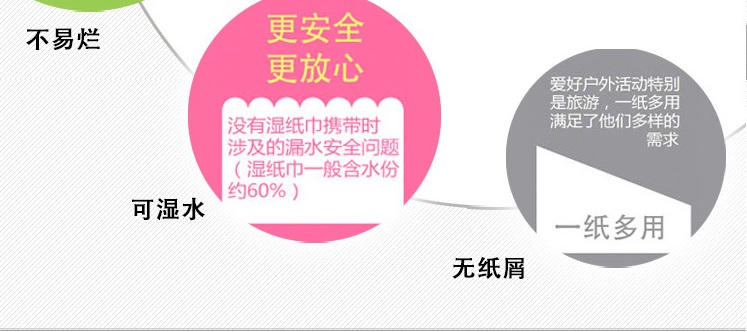 不易烂
更安全
更放心
没有湿纸巾携带时
涉及的漏水安全问题
（湿纸巾一般含水份
约60%）
可湿水
爱好户外活动特别
是旅游，一纸多用
满足了他们多样的
需求
一纸多用
无纸屑